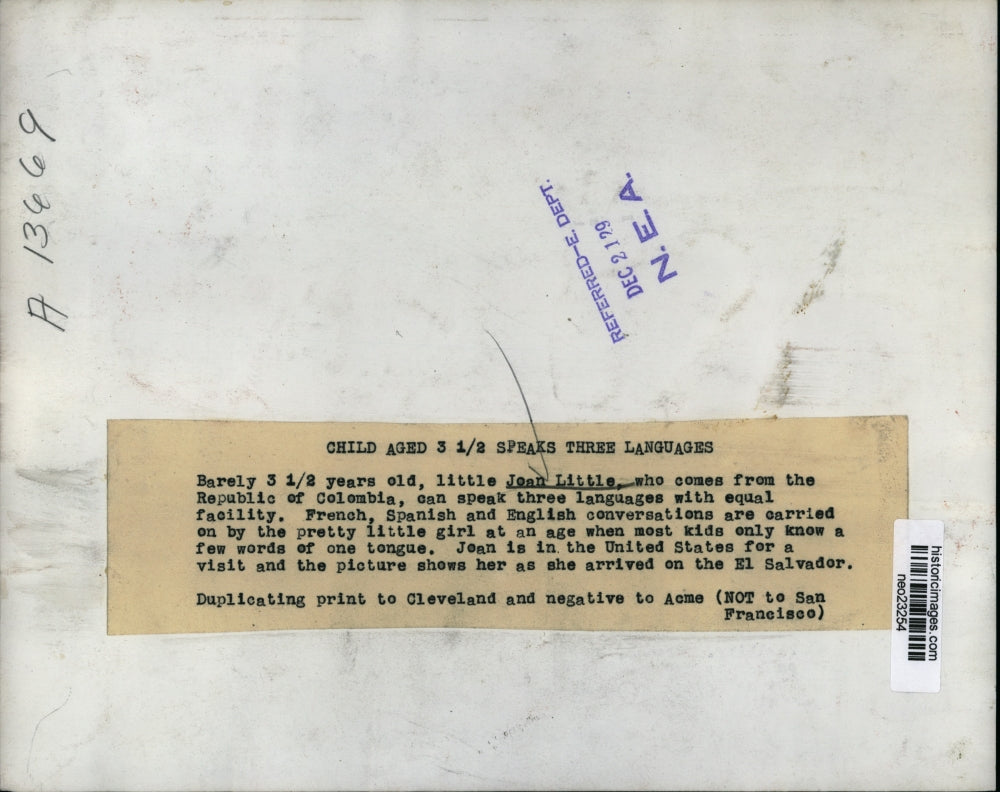 A 13669
REFERRED-E. DEPT.
DEC 21 29
N. E. A.
CHILD AGED 3 1/2 SPEAKS THREE LANGUAGES
Barely 3 1/2 years old, little Joan Little, who comes from the
Republic of Colombia, can speak three languages with equal
facility. French, Spanish and English conversations are carried
on by the pretty little girl at an age when most kids only know a
few words of one tongue. Joan is in the United States for a
visit and the picture shows her as she arrived on the El Salvador.
Duplicating print to Cleveland and negative to Acme (NOT to San
Francisco)
historicimages.com
neo23254